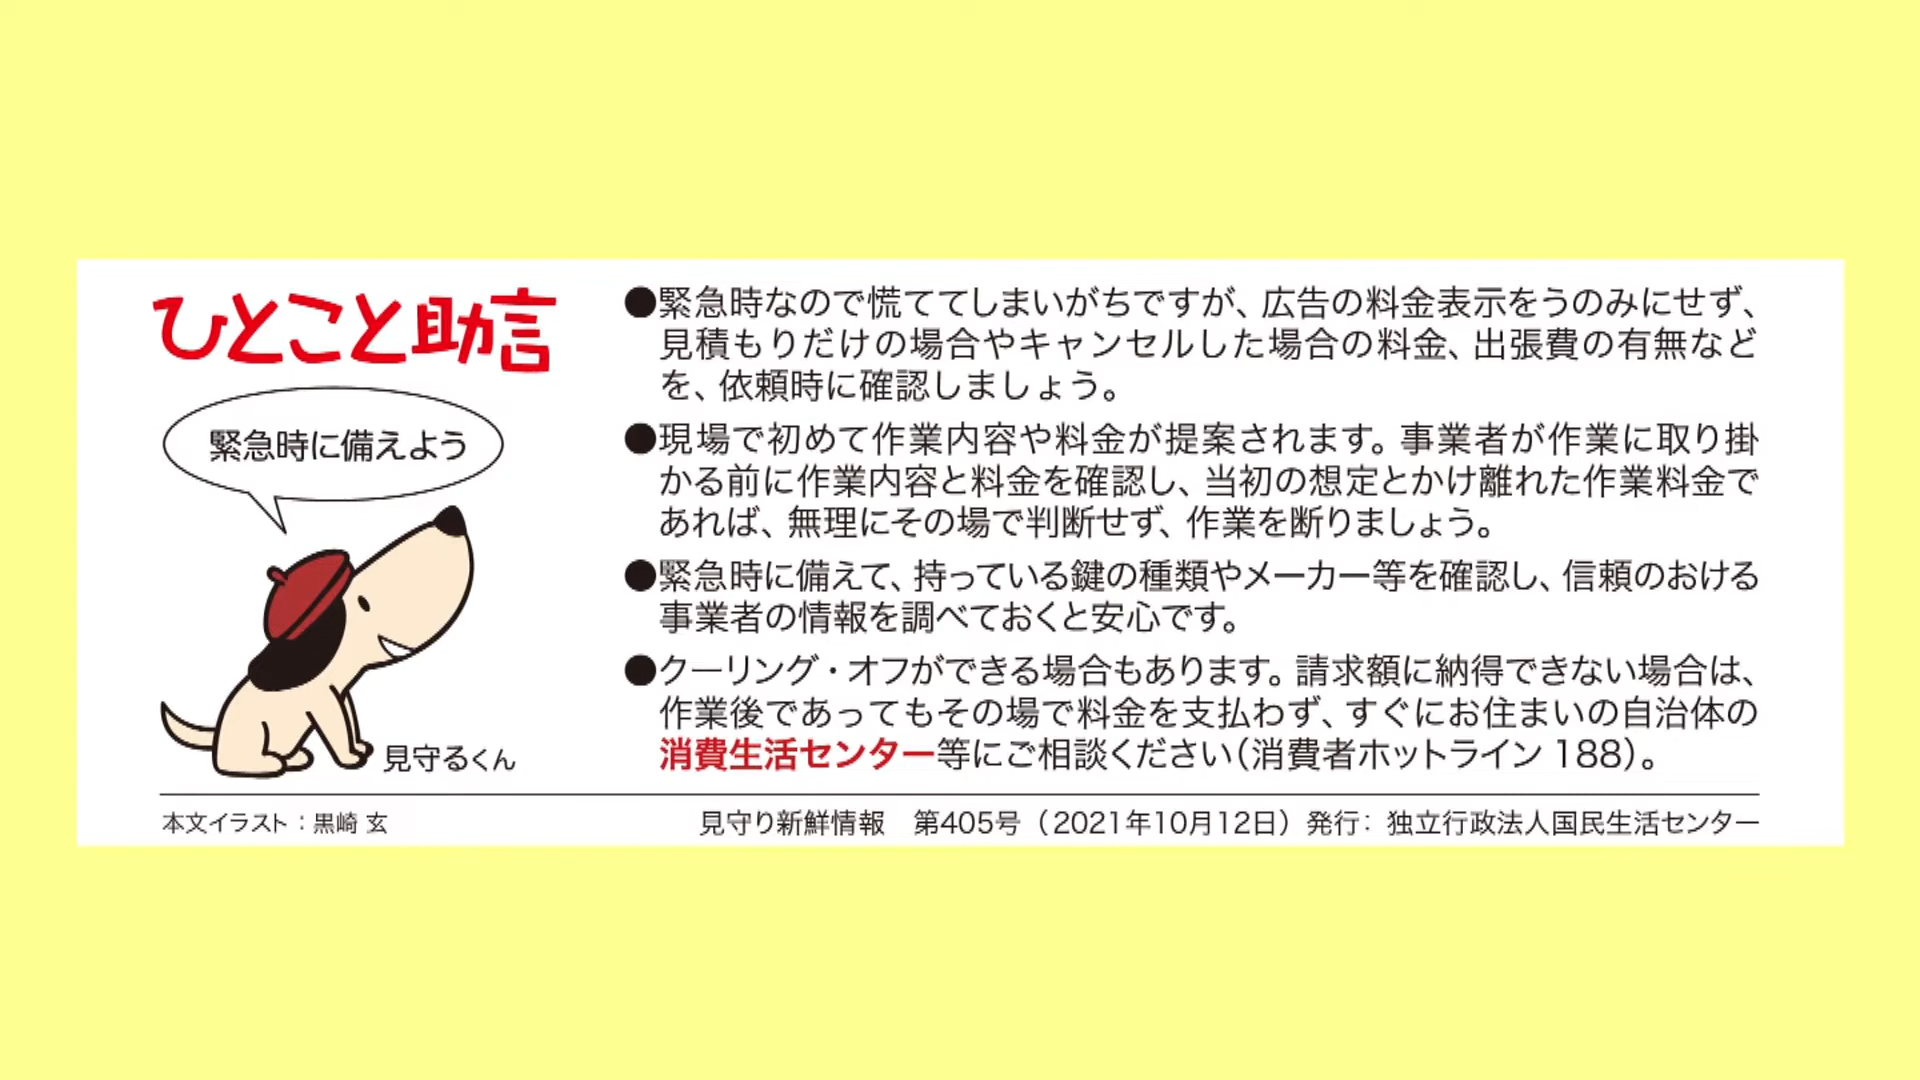 ひとこと助言
緊急時に備えよう
見守るくん
●緊急時なので慌ててしまいがちですが、広告の料金表示をうのみにせず、
見積もりだけの場合やキャンセルした場合の料金、出張費の有無など
を、依頼時に確認しましょう。
●現場で初めて作業内容や料金が提案されます。事業者が作業に取り掛
かる前に作業内容と料金を確認し、当初の想定とかけ離れた作業料金で
あれば、無理にその場で判断せず、作業を断りましょう。
●緊急時に備えて、持っている鍵の種類やメーカー等を確認し、信頼のおける
事業者の情報を調べておくと安心です。
●クーリング・オフができる場合もあります。請求額に納得できない場合は、
作業後であってもその場で料金を支払わず、すぐにお住まいの自治体の
消費生活センター等にご相談ください（消費者ホットライン 188）。
本文イラスト：黒崎 玄
見守り新鮮情報　第405号（2021年10月12日）発行：独立行政法人国民生活センター